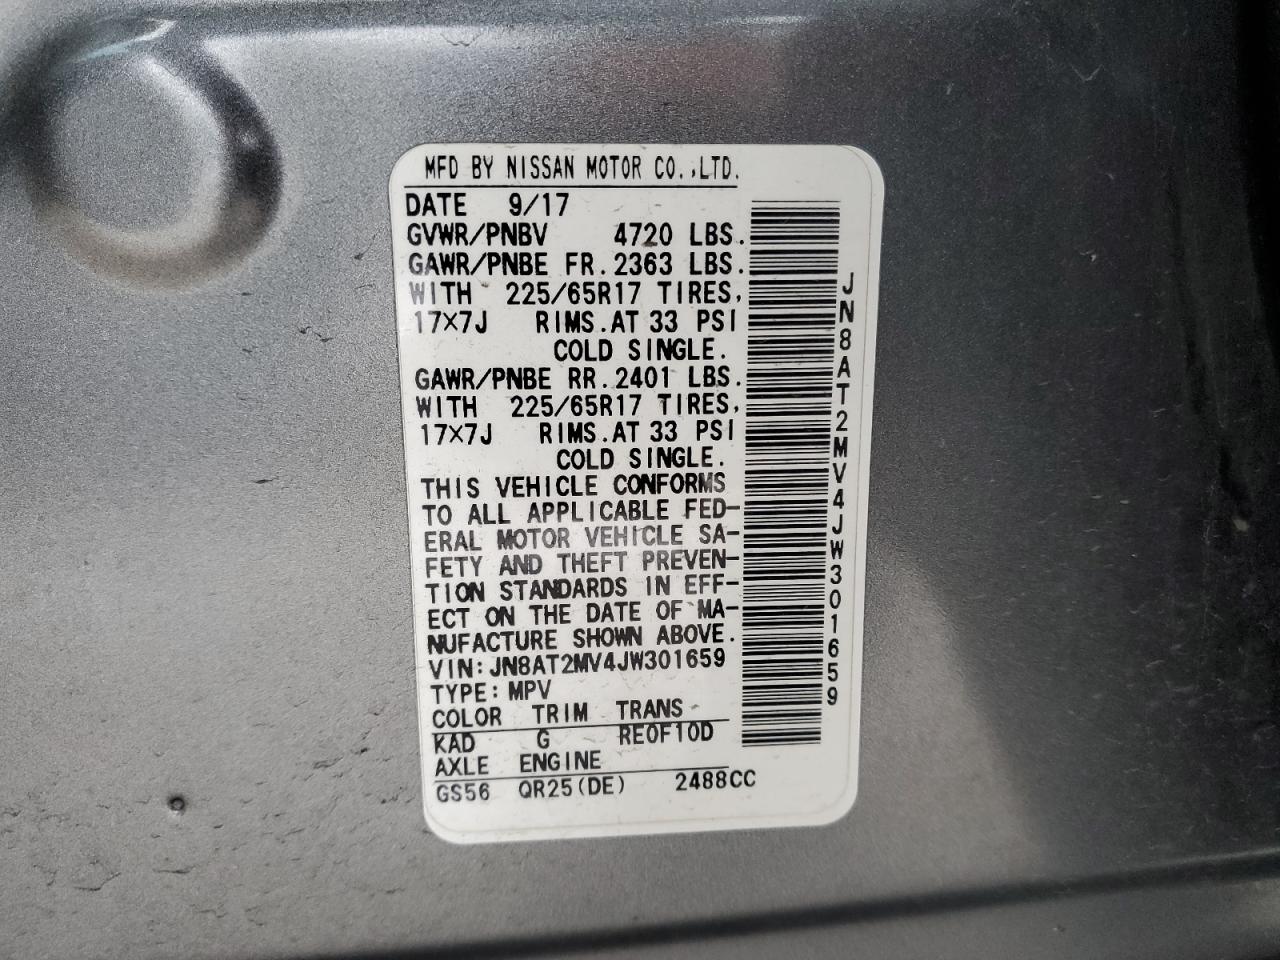 MFD BY NISSAN MOTOR CO.,LTD.
DATE 9/17
GVWR/PNBV 4720 LBS.
GAWR/PNBE FR. 2363 LBS.
WITH 225/65R17 TIRES,
17X7J RIMS. AT 33 PSI
COLD SINGLE.
GAWR/PNBE RR. 2401 LBS.
WITH 225/65R17 TIRES,
17X7J RIMS. AT 33 PSI
COLD SINGLE.
THIS VEHICLE CONFORMS
TO ALL APPLICABLE FED-
ERAL MOTOR VEHICLE SA-
FETY AND THEFT PREVEN-
TION STANDARDS IN EFF-
ECT ON THE DATE OF MA-
NUFACTURE SHOWN ABOVE.
VIN: JN8AT2MV4JW301659
TYPE: MPV
COLOR TRIM TRANS
KAD G RE0F10D
AXLE ENGINE
GS56 QR25(DE) 2488CC
JN8AT2MV4JW301659